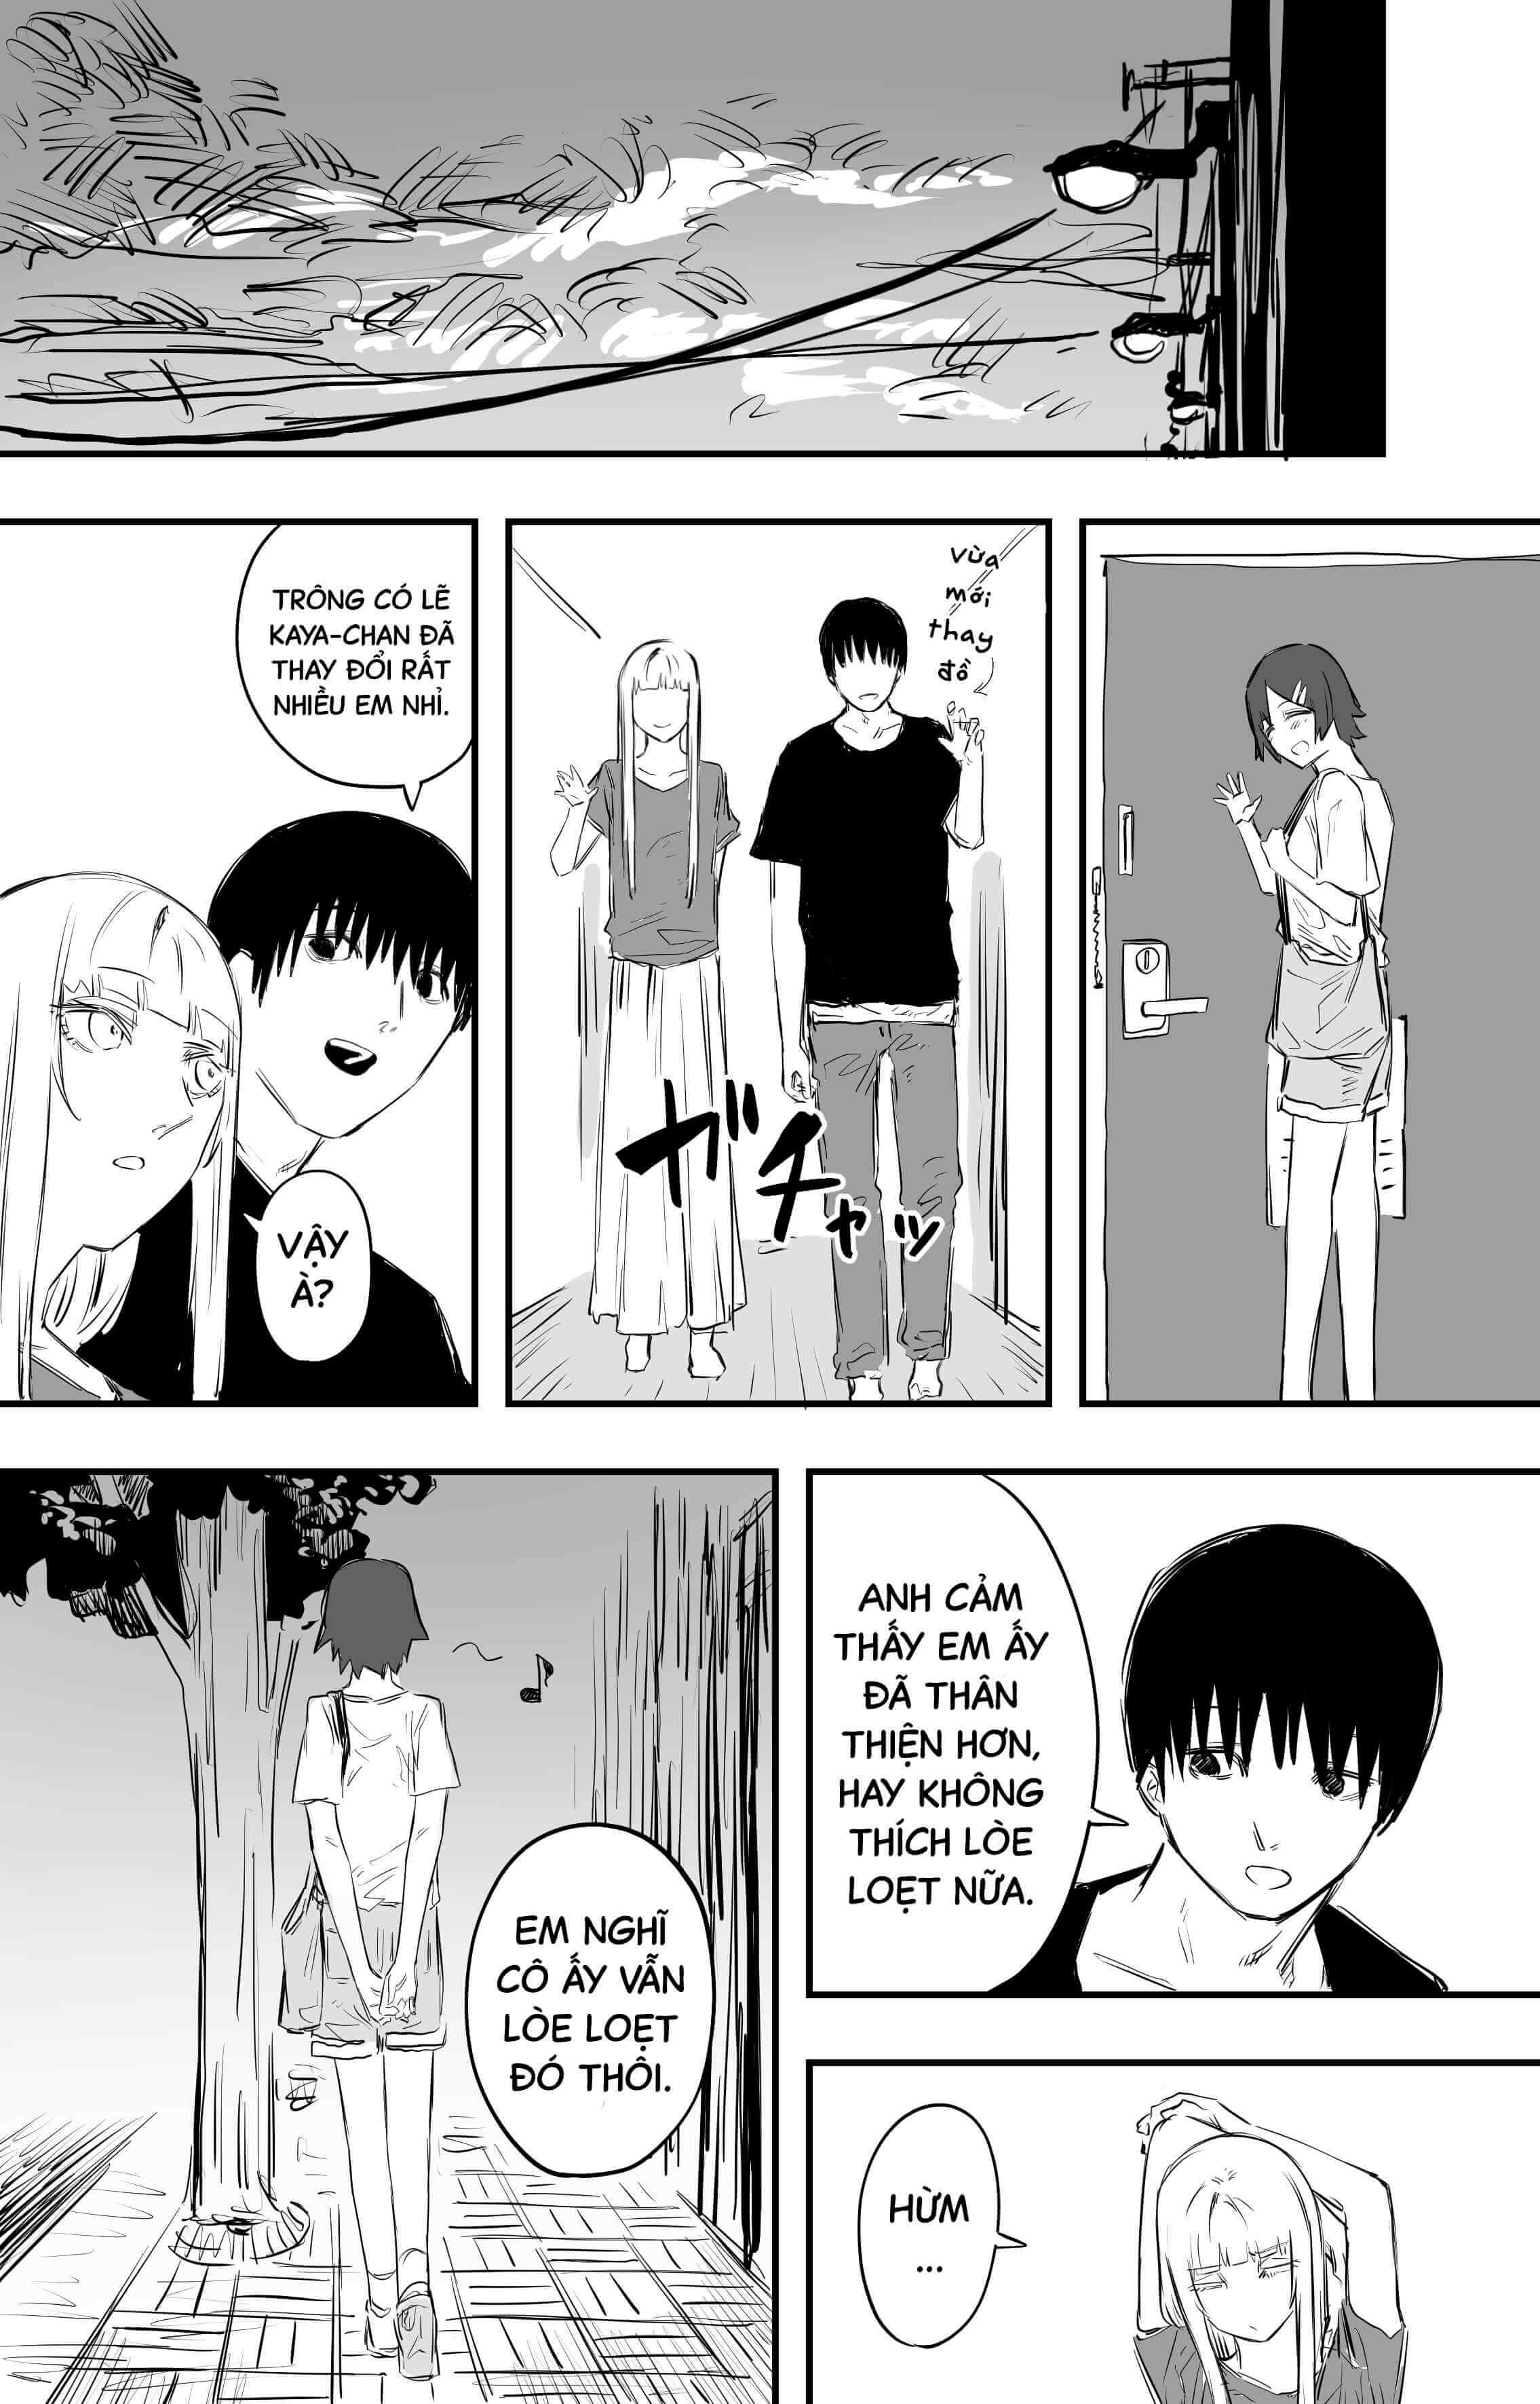 VỪA
MỚI
THAY
ĐỒ
ガチャッ
TRÔNG CÓ LẼ
KAYA-CHAN ĐÃ
THAY ĐỔI RẤT
NHIỀU EM NHỈ.
VẬY
À?
ANH CẢM
THẤY EM ẤY
ĐÃ THÂN
THIỆN HƠN,
HAY KHÔNG
THÍCH LÒE
LOẸT NỮA.
HỪM
...
EM NGHĨ
CÔ ẤY VẪN
LÒE LOẸT
ĐÓ THÔI.